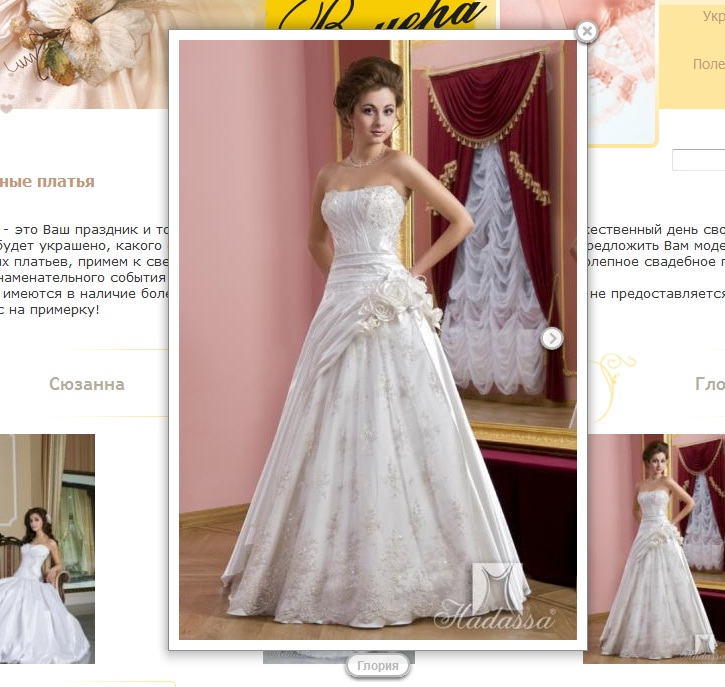 Укр
Поле
ные платья
- это Ваш праздник и то
жественный день сво
будет украшено, какого
редложить Вам моде
их платьев, примем к све
олепное свадебное п
наменательного события
имеются в наличие боле
не предоставляется
с на примерку!
Сюзанна
Гло
Hadassa®
Глория